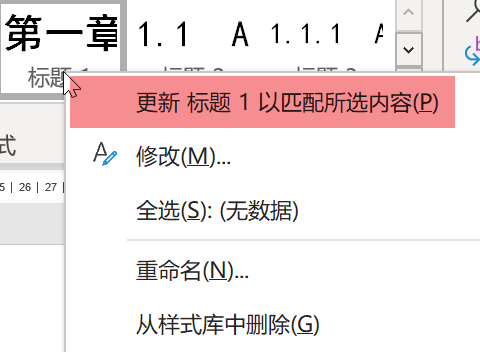 第一章 1.1 A 1.1.1 A
标题 1 标题 2 标题 3
更新 标题 1 以匹配所选内容(P)
式
修改(M)...
5 | 26 | 27 |
全选(S): (无数据)
重命名(N)...
从样式库中删除(G)